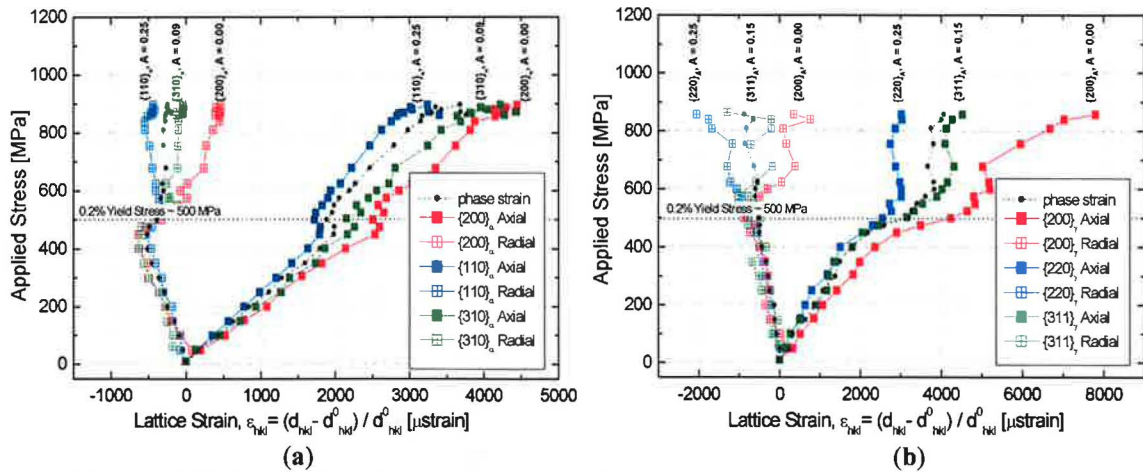 (a)
{110}α, A = 0.25
{310}α, A = 0.09
{200}α, A = 0.00
{110}α, A = 0.25
{310}α, A = 0.09
{200}α, A = 0.00
1200
1000
800
600
400
200
0
Applied Stress [MPa]
0.2% Yield Stress ~ 500 MPa
phase strain
{200}α Axial
{200}α Radial
{110}α Axial
{110}α Radial
{310}α Axial
{310}α Radial
-1000 0 1000 2000 3000 4000 5000
Lattice Strain, εhkl= (dhkl- d0hkl) / d0hkl [µstrain]
(a)
(b)
{220}A, A = 0.25
{311}A, A = 0.15
{200}A, A = 0.00
{220}A, A = 0.25
{311}A, A = 0.15
{200}A, A = 0.00
1200
1000
800
600
400
200
0
Applied Stress [MPa]
0.2% Yield Stress ~ 500 MPa
phase strain
{200}γ Axial
{200}γ Radial
{220}γ Axial
{220}γ Radial
{311}γ Axial
{311}γ Radial
-2000 0 2000 4000 6000 8000
Lattice Strain, εhkl= (dhkl- d0hkl) / d0hkl [µstrain]
(b)